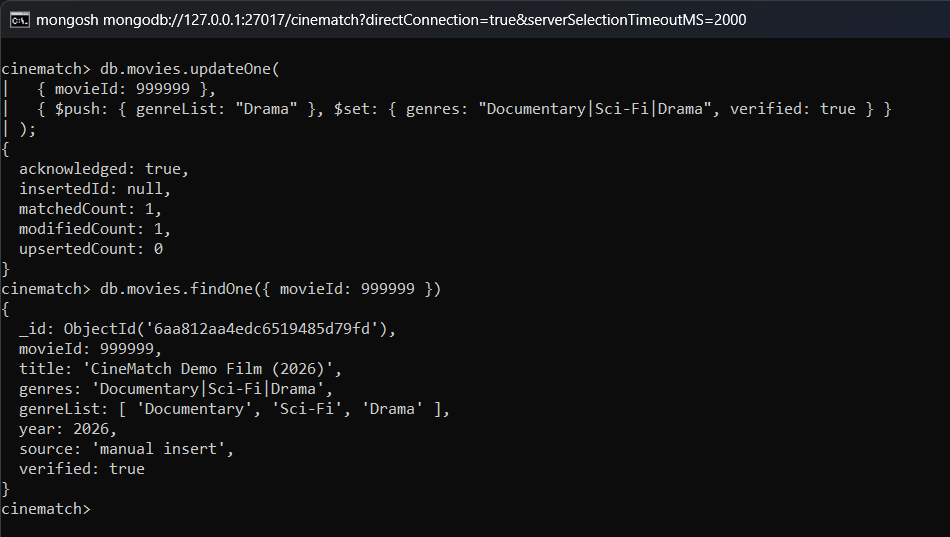 mongosh mongodb://127.0.0.1:27017/cinematch?directConnection=true&serverSelectionTimeoutMS=2000
cinematch> db.movies.updateOne(
|   { movieId: 999999 },
|   { $push: { genreList: "Drama" }, $set: { genres: "Documentary|Sci-Fi|Drama", verified: true } }
| );
{
  acknowledged: true,
  insertedId: null,
  matchedCount: 1,
  modifiedCount: 1,
  upsertedCount: 0
}
cinematch> db.movies.findOne({ movieId: 999999 })
{
  _id: ObjectId('6aa812aa4edc6519485d79fd'),
  movieId: 999999,
  title: 'CineMatch Demo Film (2026)',
  genres: 'Documentary|Sci-Fi|Drama',
  genreList: [ 'Documentary', 'Sci-Fi', 'Drama' ],
  year: 2026,
  source: 'manual insert',
  verified: true
}
cinematch>